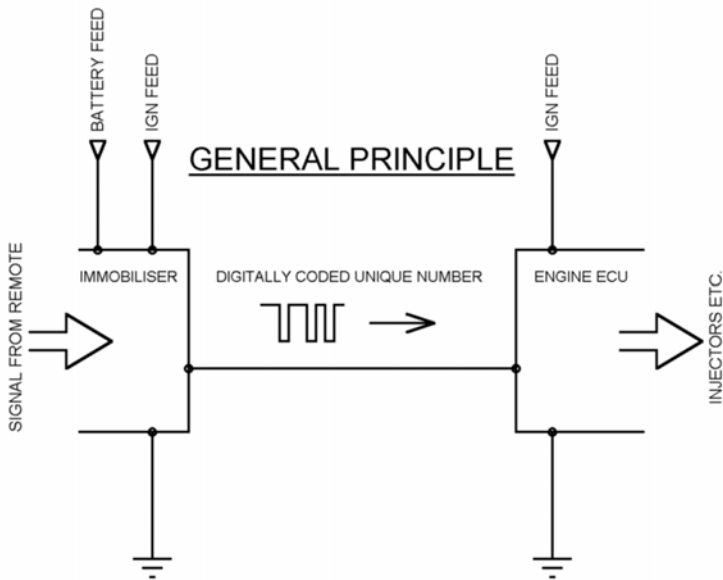 BATTERY FEED
IGN FEED
IGN FEED
GENERAL PRINCIPLE
SIGNAL FROM REMOTE
IMMOBILISER
DIGITALLY CODED UNIQUE NUMBER
ENGINE ECU
INJECTORS ETC.